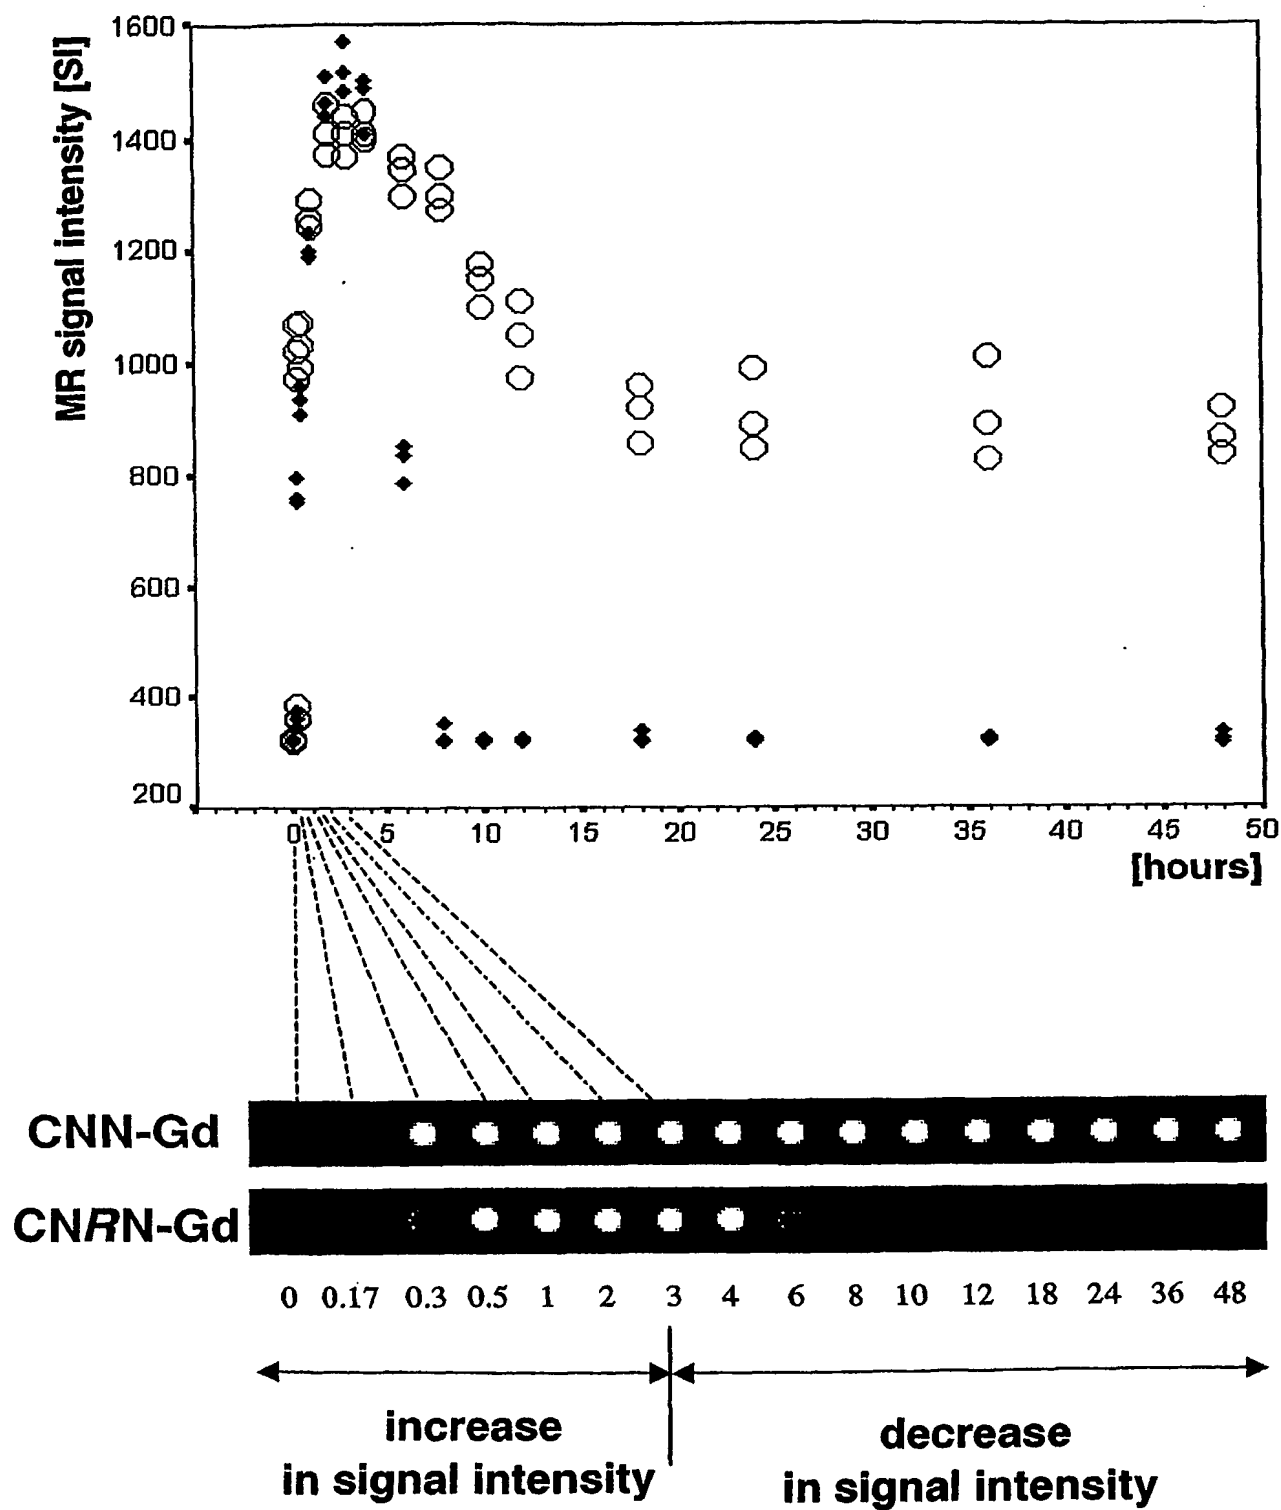 MR signal intensity [SI]
1600
1400
1200
1000
800
600
400
200
0 5 10 15 20 25 30 35 40 45 50
[hours]
CNN-Gd
CNRN-Gd
0 0.17 0.3 0.5 1 2 3 4 6 8 10 12 18 24 36 48
increase
in signal intensity
decrease
in signal intensity